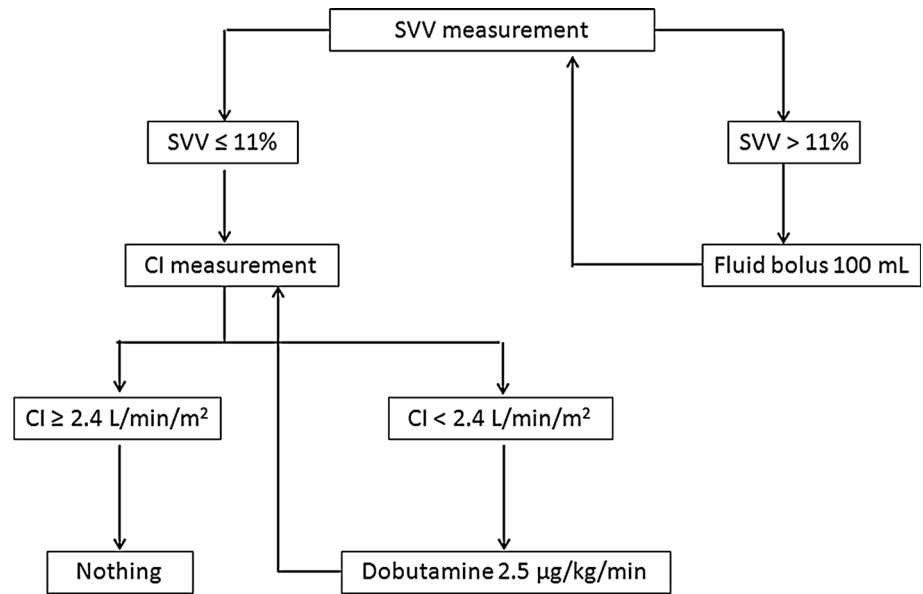 SVV measurement
SVV ≤ 11%
SVV > 11%
CI measurement
Fluid bolus 100 mL
CI ≥ 2.4 L/min/m²
CI < 2.4 L/min/m²
Nothing
Dobutamine 2.5 µg/kg/min